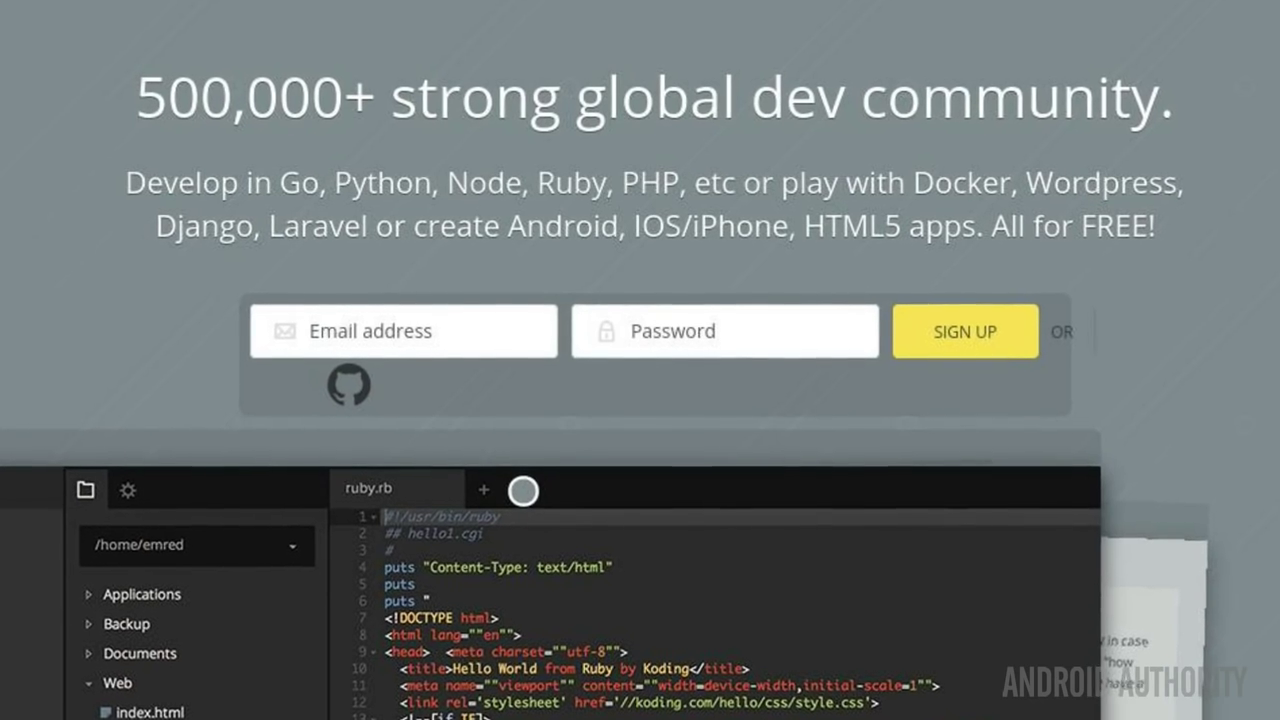 500,000+ strong global dev community.
Develop in Go, Python, Node, Ruby, PHP, etc or play with Docker, Wordpress,
Django, Laravel or create Android, IOS/iPhone, HTML5 apps. All for FREE!
Email address
Password
SIGN UP
OR
ruby.rb
+
/home/emred
Applications
Backup
Documents
Web
index.html
1 #!/usr/bin/ruby
2 ## hello1.cgi
3 #
4 puts "Content-Type: text/html"
5 puts
6 puts "
7 <!DOCTYPE html>
8 <html lang=""en"">
9 <head> <meta charset=""utf-8"">
10 <title>Hello World from Ruby by Koding</title>
11 <meta name=""viewport"" content=""width=device-width,initial-scale=1"">
12 <link rel='stylesheet' href='//koding.com/hello/css/style.css'>
13 <!--[if IE]>
in case
"how
have a
ANDROID AUTHORITY